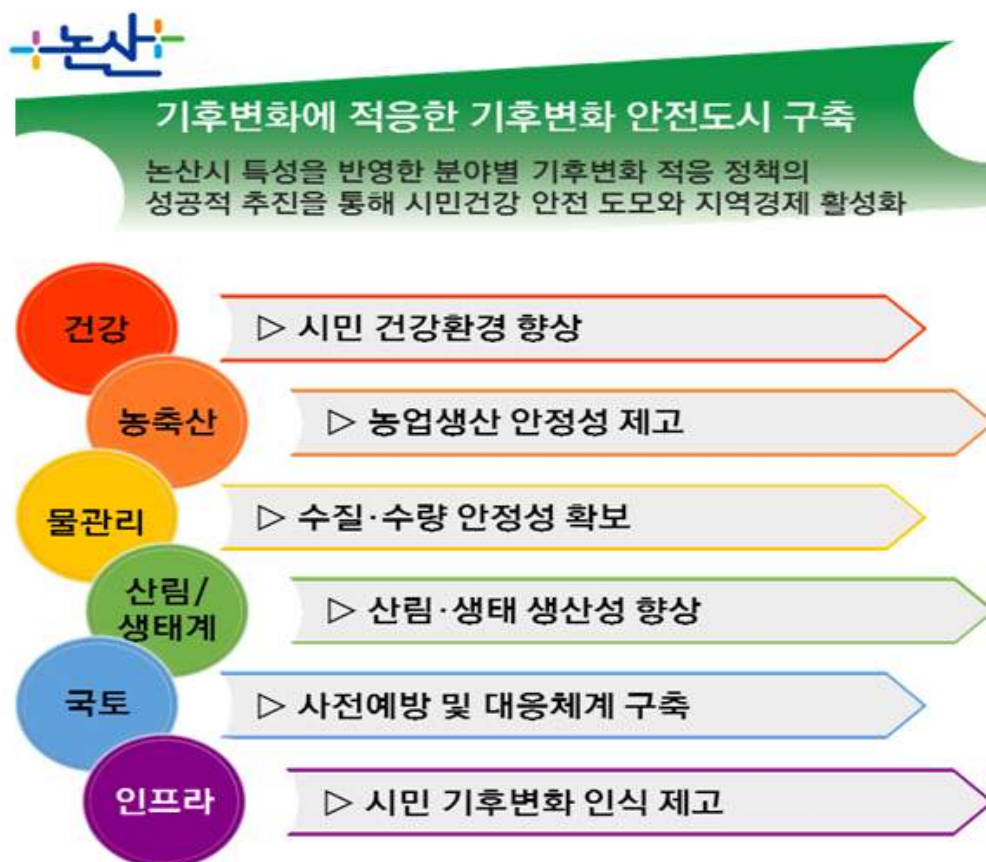 논산
기후변화에 적응한 기후변화 안전도시 구축
논산시 특성을 반영한 분야별 기후변화 적응 정책의
성공적 추진을 통해 시민건강 안전 도모와 지역경제 활성화
건강
▷ 시민 건강환경 향상
농축산
▷ 농업생산 안정성 제고
물관리
▷ 수질·수량 안정성 확보
산림/
생태계
▷ 산림·생태 생산성 향상
국토
▷ 사전예방 및 대응체계 구축
인프라
▷ 시민 기후변화 인식 제고